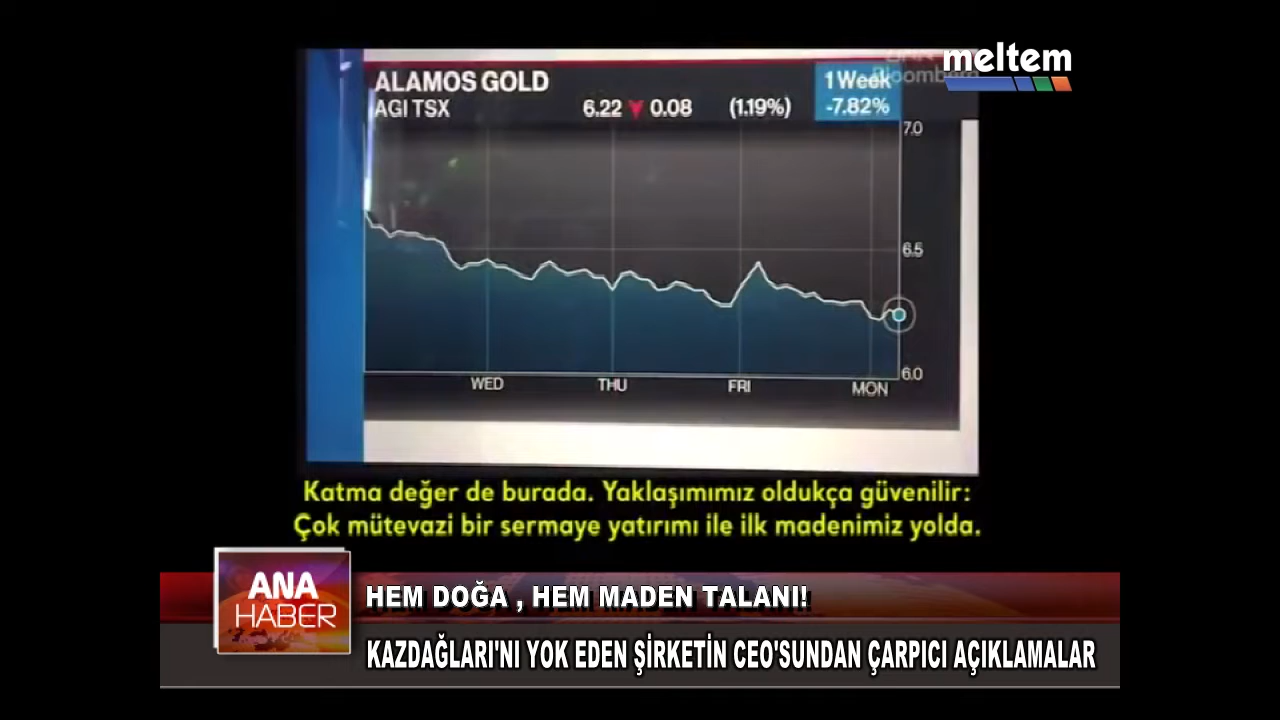 meltem
Bloomberg
ALAMOS GOLD
AGI TSX
6.22 ▼ 0.08 (1.19%)
1 Week
-7.82%
7.0
6.5
6.0
WED THU FRI MON
Katma değer de burada. Yaklaşımımız oldukça güvenilir:
Çok mütevazi bir sermaye yatırımı ile ilk madenimiz yolda.
ANA
HABER
HEM DOĞA , HEM MADEN TALANI!
KAZDAĞLARI'NI YOK EDEN ŞİRKETİN CEO'SUNDAN ÇARPICI AÇIKLAMALAR